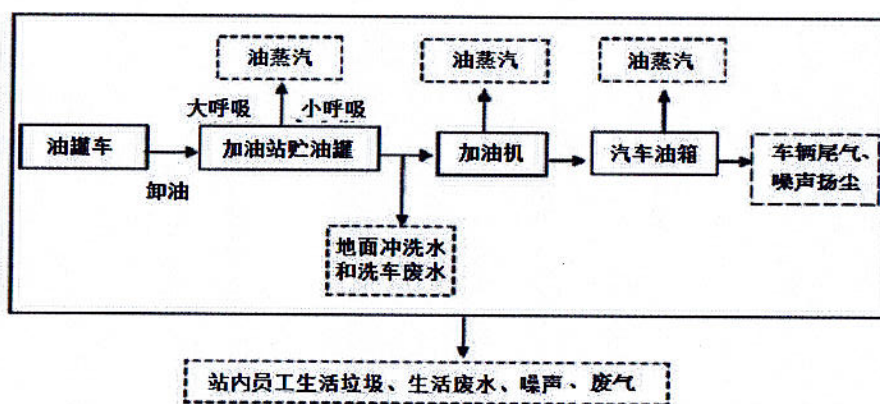 油蒸汽
油蒸汽
油蒸汽
大呼吸
小呼吸
油罐车
加油站贮油罐
加油机
汽车油箱
车辆尾气、
噪声扬尘
卸油
地面冲洗水
和洗车废水
站内员工生活垃圾、生活废水、噪声、废气